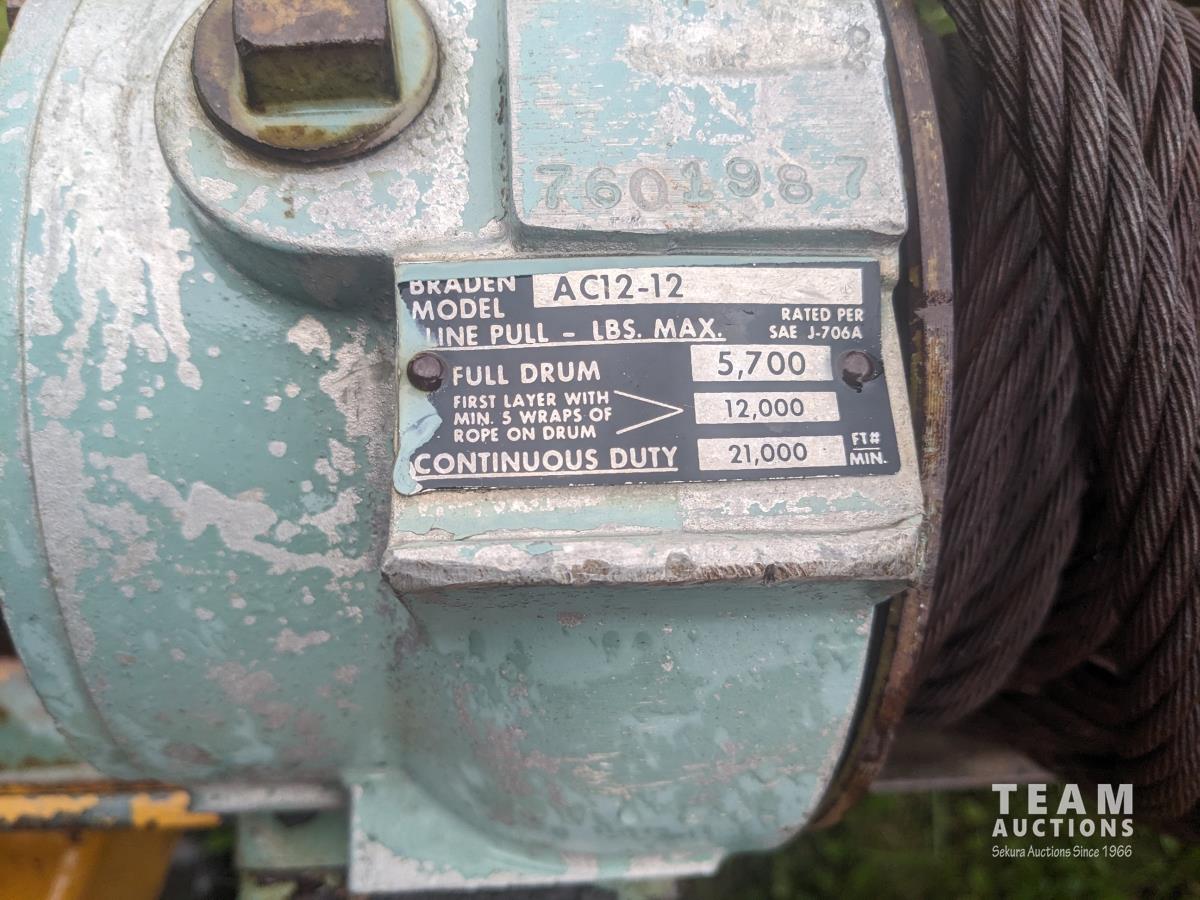 7601987
BRADEN
MODEL AC12-12
LINE PULL – LBS. MAX. RATED PER
SAE J-706A
FULL DRUM 5,700
FIRST LAYER WITH
MIN. 5 WRAPS OF 12,000
ROPE ON DRUM
CONTINUOUS DUTY 21,000 FT#
MIN.
TEAM
AUCTIONS
Sekura Auctions Since 1966